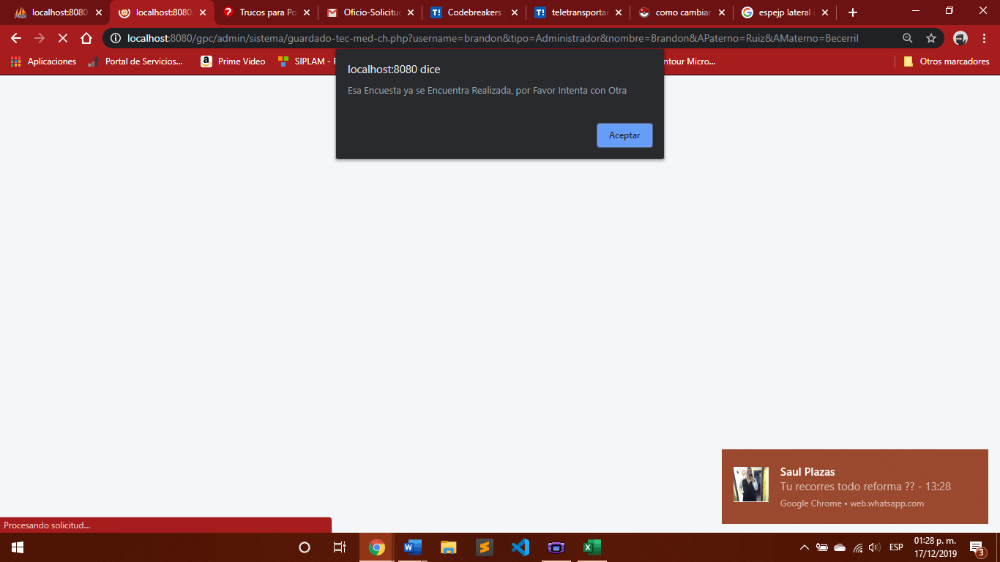 localhost:8080
localhost:8080
Trucos para Po
Oficio-Solicitud
Codebreakers y
teletransportar
como cambiar
espejp lateral i
localhost:8080/gpc/admin/sistema/guardado-tec-med-ch.php?username=brandon&tipo=Administrador&nombre=Brandon&APaterno=Ruiz&AMaterno=Becerril
Aplicaciones
Portal de Servicios...
Prime Video
SIPLAM - P
ntour Micro...
Otros marcadores
localhost:8080 dice
Esa Encuesta ya se Encuentra Realizada, por Favor Intenta con Otra
Aceptar
Saul Plazas
Tu recorres todo reforma ?? - 13:28
Google Chrome • web.whatsapp.com
Procesando solicitud...
ESP
01:28 p. m.
17/12/2019
3